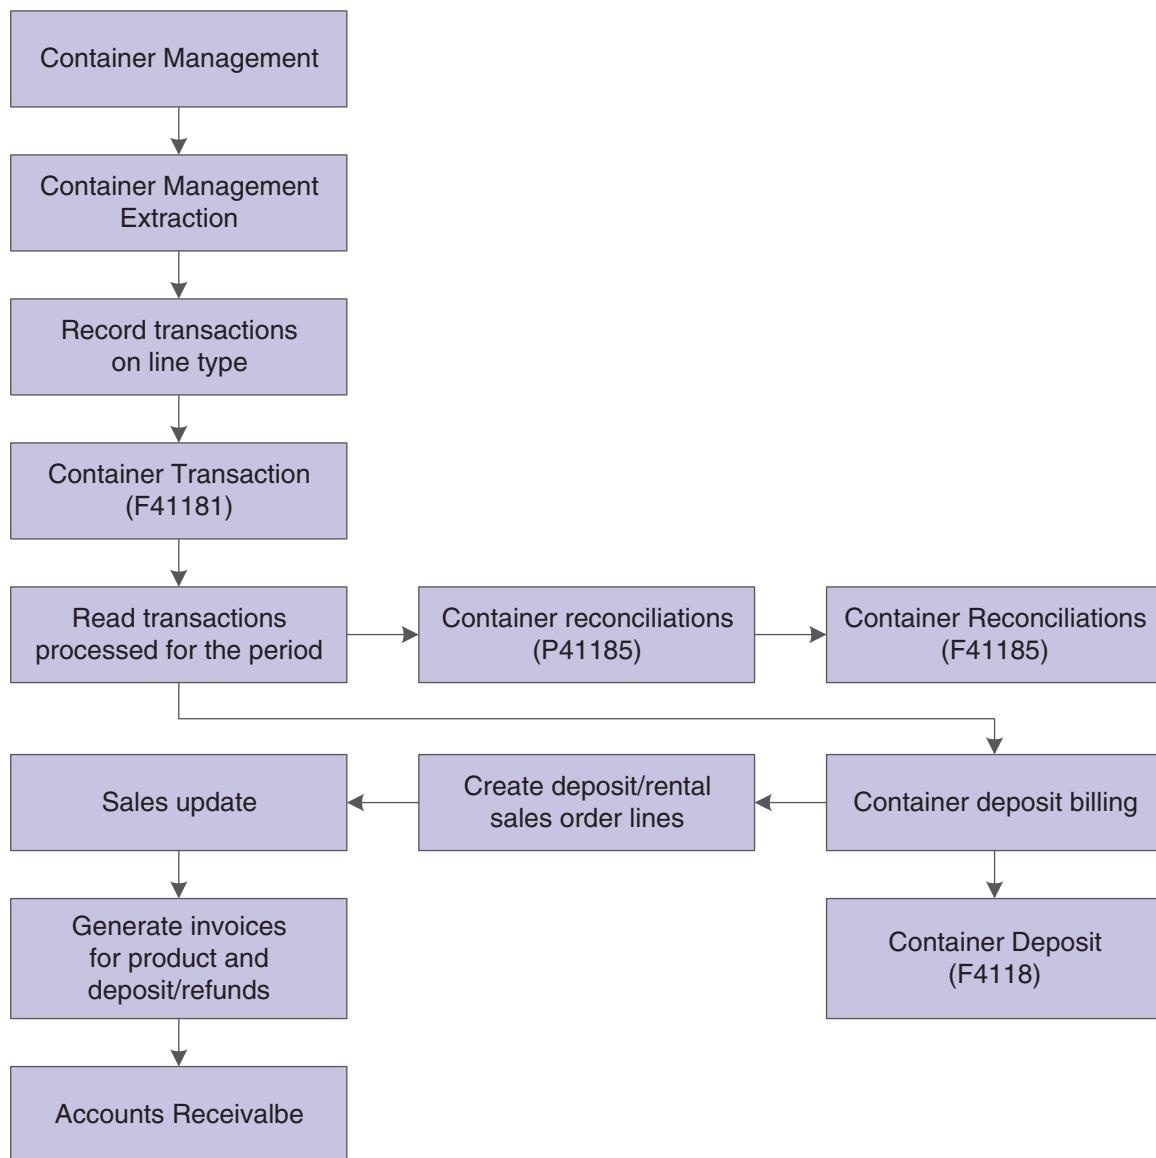 Container Management
Container Management
Extraction
Record transactions
on line type
Container Transaction
(F41181)
Read transactions
processed for the period
Container reconciliations
(P41185)
Container Reconciliations
(F41185)
Sales update
Create deposit/rental
sales order lines
Container deposit billing
Generate invoices
for product and
deposit/refunds
Container Deposit
(F4118)
Accounts Receivalbe